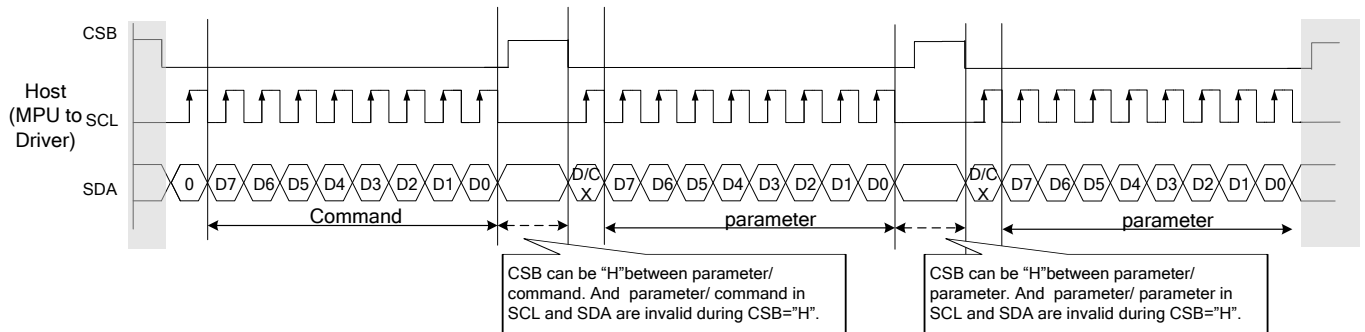 CSB
Host
(MPU to
Driver)
SCL
SDA
0 D7 D6 D5 D4 D3 D2 D1 D0 D/C X D7 D6 D5 D4 D3 D2 D1 D0 D/C X D7 D6 D5 D4 D3 D2 D1 D0
Command parameter parameter
CSB can be “H”between parameter/
command. And parameter/ command in
SCL and SDA are invalid during CSB=”H”.
CSB can be “H”between parameter/
parameter. And parameter/ parameter in
SCL and SDA are invalid during CSB=”H”.